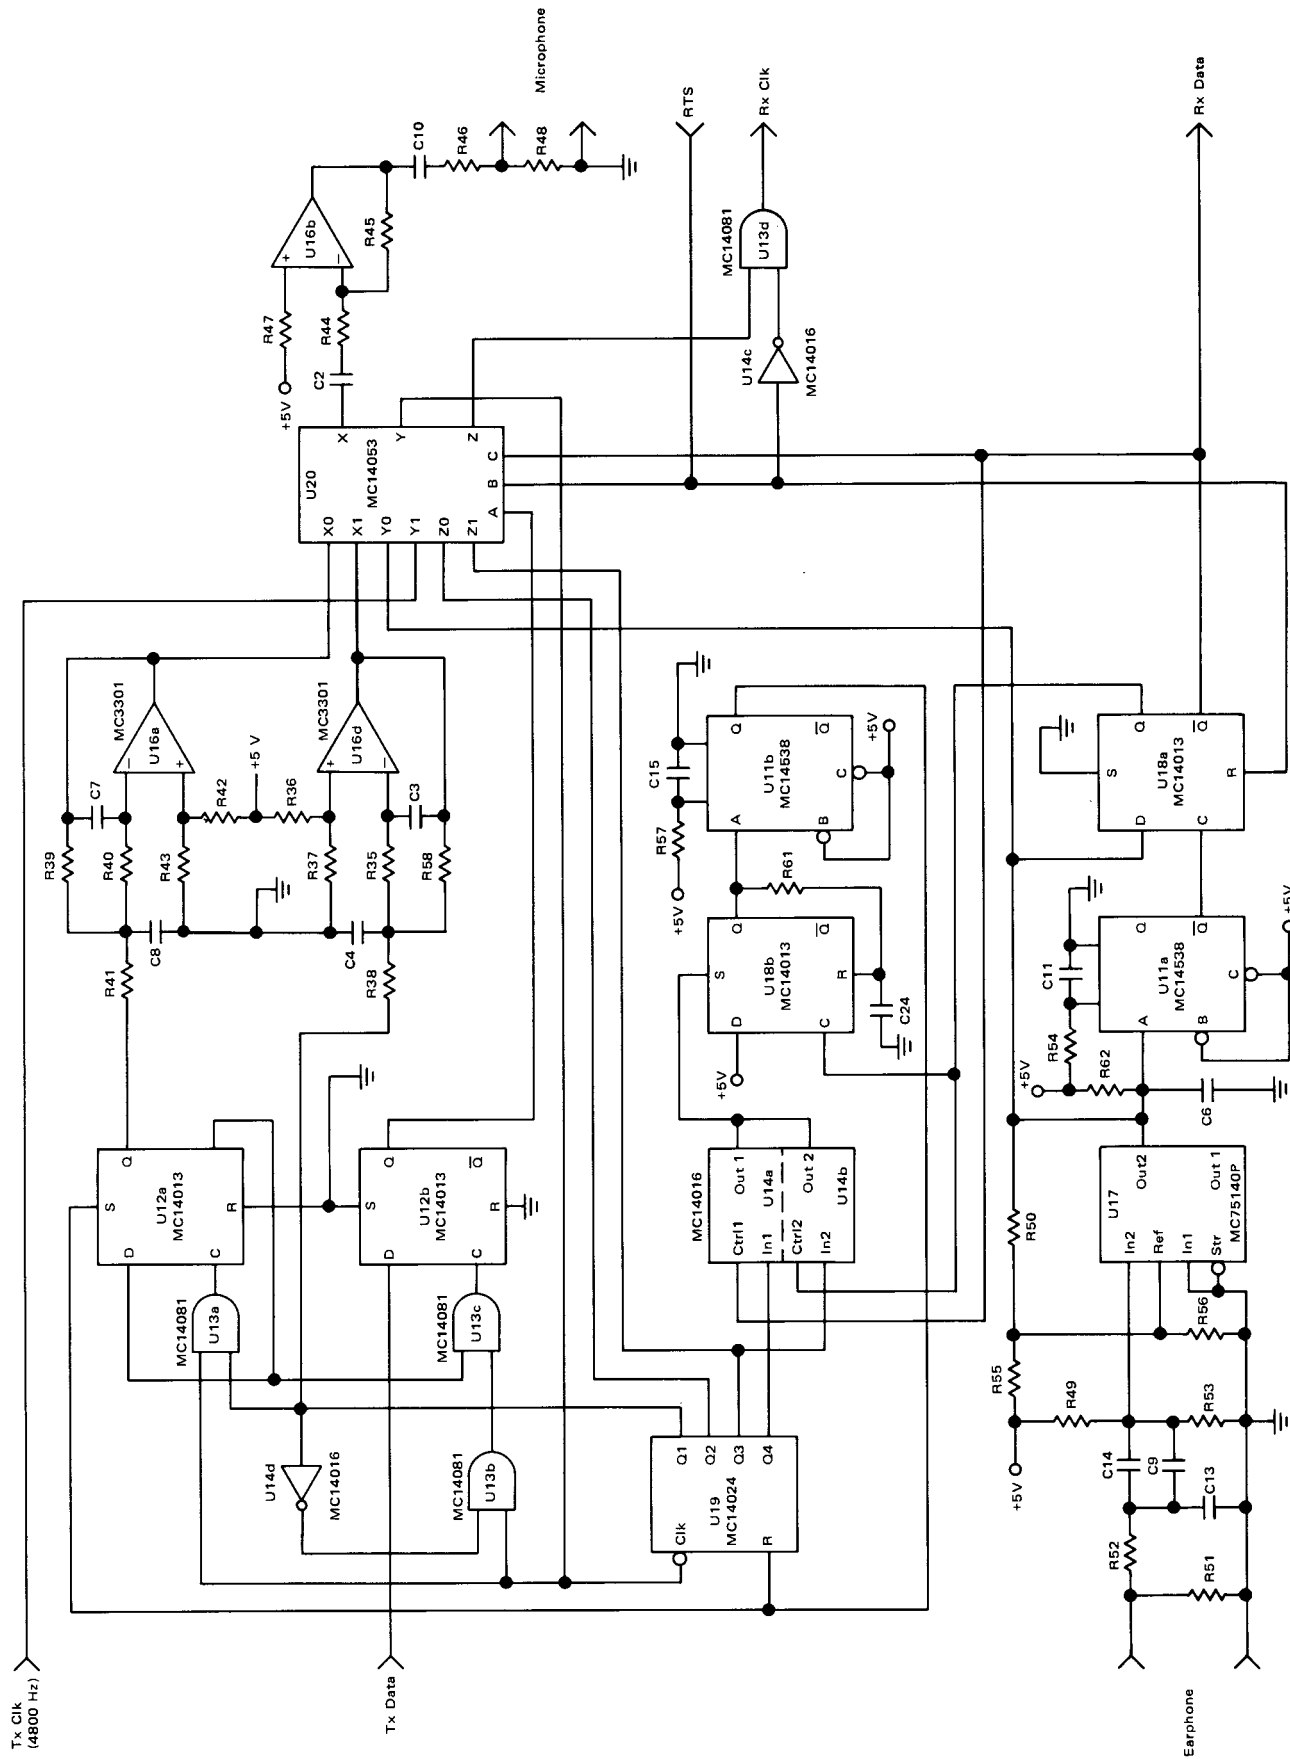 Tx Clk
(4800 Hz)
Tx Data
Earphone
Microphone
RTS
Rx Clk
Rx Data
R41
R39
C7
R40
C8
R43
R42
+5 V
R36
R37
C4
R35
C3
R58
R38
MC3301
U16a
-
+
MC3301
U16d
+
-
S
Q
D
U12a
MC14013
C
R
S
Q
D
U12b
MC14013
C
Q
R
MC14081
U13a
MC14081
U13c
U14d
MC14016
MC14081
U13b
Clk
U19
MC14024
R
Q1
Q2
Q3
Q4
U20
MC14053
X0
X1
Y0
Y1
Z0
Z1
A
B
C
X
Y
Z
+5V
R47
C2
R44
+
-
U16b
R45
C10
R46
R48
MC14081
U13d
U14c
MC14016
MC14016
Ctrl1
Out 1
In1
U14a
Ctrl2
Out 2
In2
U14b
+5V
S
Q
D
U18b
MC14013
C
Q
R
C24
R61
+5V
R57
C15
A
Q
U11b
MC14538
B
C
Q
+5V
R52
R51
C14
C9
C13
R49
R53
+5V
R55
R50
R56
U17
In2
Out2
Ref
In1
Str
Out 1
MC75140P
+5V
R62
R54
C11
C6
A
Q
U11a
MC14538
B
C
Q
+5V
S
D
Q
U18a
MC14013
C
Q
R